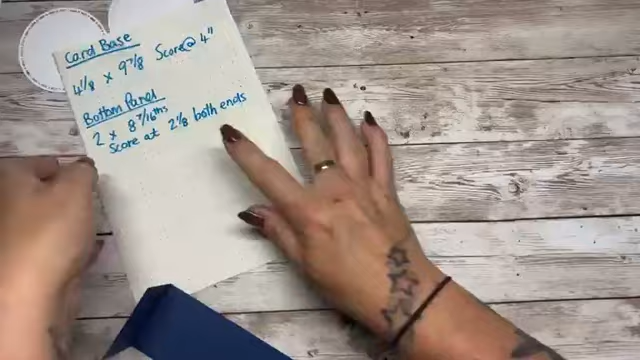 Card Base
4 1/8 x 9 7/8 Score @ 4"
Bottom Panel
2 x 8 7/16ths
Score at 2 1/8 both ends